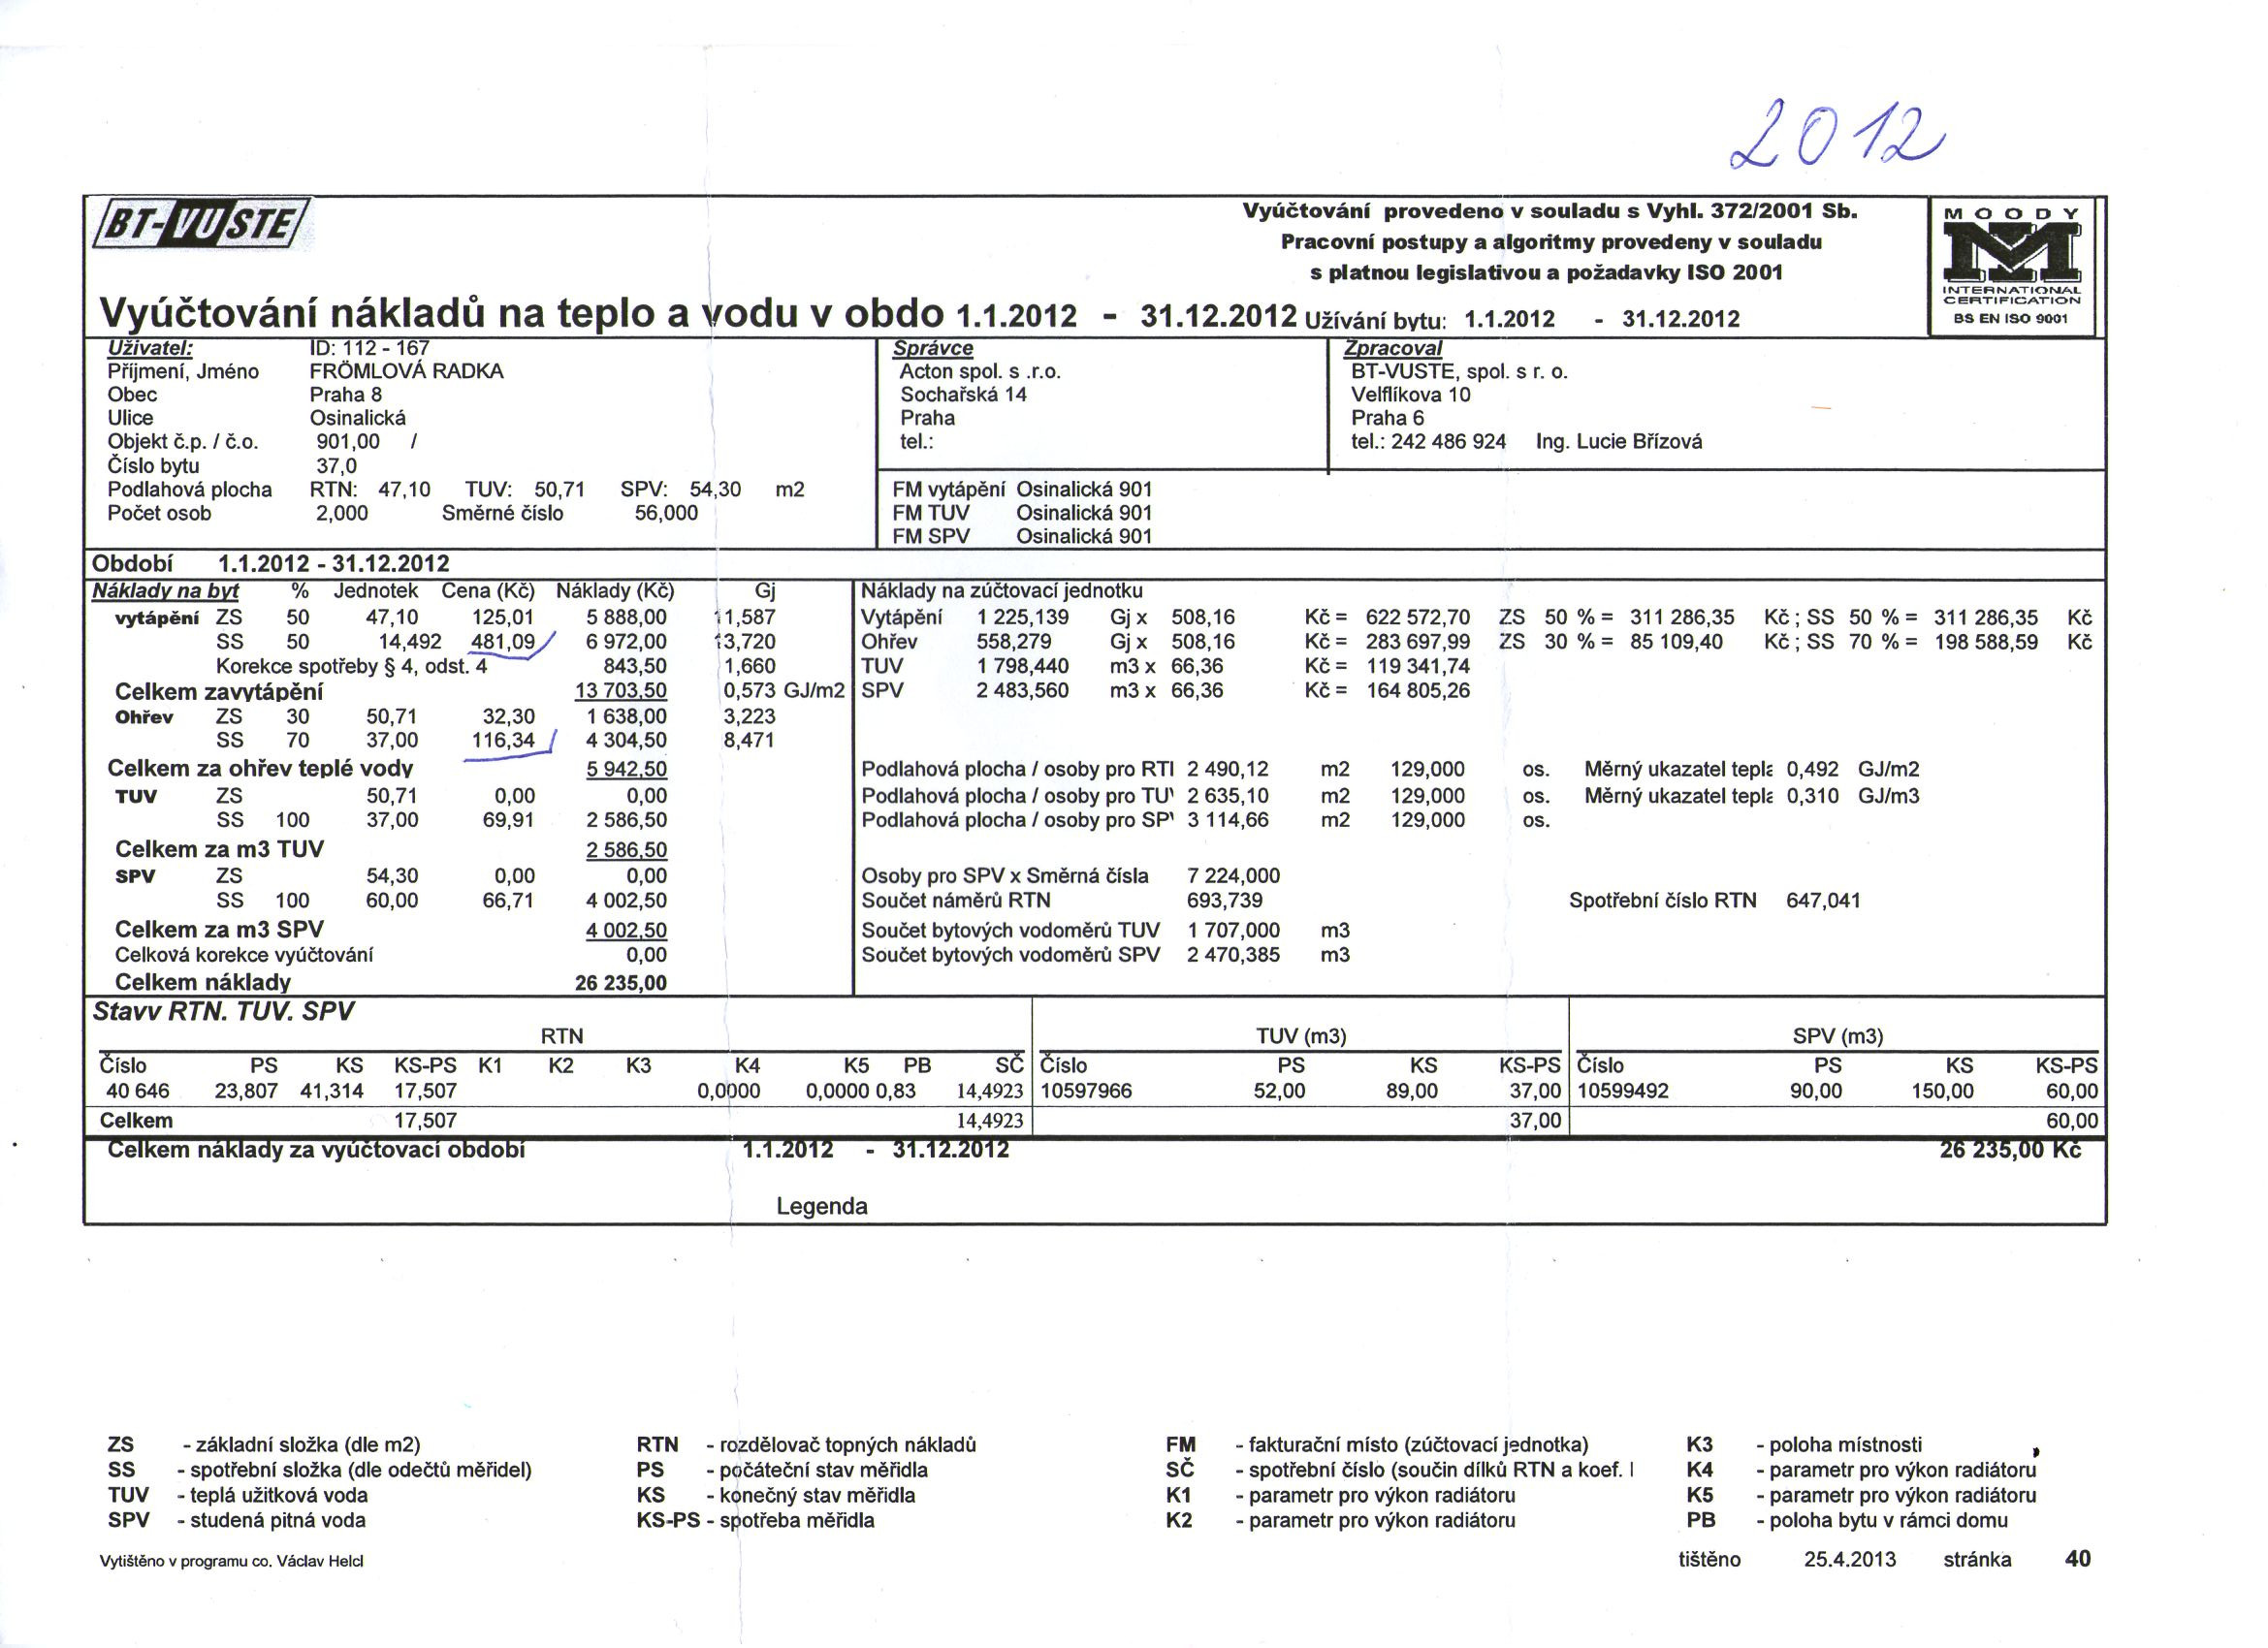 2012
BT-VUSTE
Vyúčtování provedeno v souladu s Vyhl. 372/2001 Sb.
Pracovní postupy a algoritmy provedeny v souladu
s platnou legislativou a požadavky ISO 2001
MOODY
INTERNATIONAL
CERTIFICATION
BS EN ISO 9001
Vyúčtování nákladů na teplo a vodu v obdo 1.1.2012 - 31.12.2012 Užívání bytu: 1.1.2012 - 31.12.2012
Uživatel: ID: 112 - 167
Příjmení, Jméno FRÖMLOVÁ RADKA
Obec Praha 8
Ulice Osinalická
Objekt č.p. / č.o. 901,00 /
Číslo bytu 37,0
Podlahová plocha RTN: 47,10 TUV: 50,71 SPV: 54,30 m2
Počet osob 2,000 Směrné číslo 56,000
Správce
Acton spol. s .r.o.
Sochařská 14
Praha
tel.:
Zpracoval
BT-VUSTE, spol. s r. o.
Velflíkova 10
Praha 6
tel.: 242 486 924 Ing. Lucie Břízová
FM vytápění Osinalická 901
FM TUV Osinalická 901
FM SPV Osinalická 901
Období 1.1.2012 - 31.12.2012
Náklady na byt % Jednotek Cena (Kč) Náklady (Kč) Gj
vytápění ZS 50 47,10 125,01 5 888,00 11,587
SS 50 14,492 481,09 6 972,00 13,720
Korekce spotřeby § 4, odst. 4 843,50 1,660
Celkem zavytápění 13 703,50 0,573 GJ/m2
Ohřev ZS 30 50,71 32,30 1 638,00 3,223
SS 70 37,00 116,34 4 304,50 8,471
Celkem za ohřev teplé vody 5 942,50
TUV ZS 50,71 0,00 0,00
SS 100 37,00 69,91 2 586,50
Celkem za m3 TUV 2 586,50
SPV ZS 54,30 0,00 0,00
SS 100 60,00 66,71 4 002,50
Celkem za m3 SPV 4 002,50
Celková korekce vyúčtování 0,00
Celkem náklady 26 235,00
Náklady na zúčtovací jednotku
Vytápění 1 225,139 Gj x 508,16 Kč = 622 572,70 ZS 50 % = 311 286,35 Kč ; SS 50 % = 311 286,35 Kč
Ohřev 558,279 Gj x 508,16 Kč = 283 697,99 ZS 30 % = 85 109,40 Kč ; SS 70 % = 198 588,59 Kč
TUV 1 798,440 m3 x 66,36 Kč = 119 341,74
SPV 2 483,560 m3 x 66,36 Kč = 164 805,26
Podlahová plocha / osoby pro RTI 2 490,12 m2 129,000 os. Měrný ukazatel tepla 0,492 GJ/m2
Podlahová plocha / osoby pro TU 2 635,10 m2 129,000 os. Měrný ukazatel tepla 0,310 GJ/m3
Podlahová plocha / osoby pro SP 3 114,66 m2 129,000 os.
Osoby pro SPV x Směrná čísla 7 224,000
Součet náměrů RTN 693,739 Spotřební číslo RTN 647,041
Součet bytových vodoměrů TUV 1 707,000 m3
Součet bytových vodoměrů SPV 2 470,385 m3
Stavv RTN. TUV. SPV
RTN TUV (m3) SPV (m3)
Číslo PS KS KS-PS K1 K2 K3 K4 K5 PB SČ Číslo PS KS KS-PS Číslo PS KS KS-PS
40 646 23,807 41,314 17,507 0,0000 0,0000 0,83 14,4923 10597966 52,00 89,00 37,00 10599492 90,00 150,00 60,00
Celkem 17,507 14,4923 37,00 60,00
Celkem náklady za vyúčtovací období 1.1.2012 - 31.12.2012 26 235,00 Kč
Legenda
ZS - základní složka (dle m2) RTN - rozdělovač topných nákladů FM - fakturační místo (zúčtovací jednotka) K3 - poloha místnosti
SS - spotřební složka (dle odečtů měřidel) PS - počáteční stav měřidla SČ - spotřební číslo (součin dílků RTN a koef. K4 - parametr pro výkon radiátoru
TUV - teplá užitková voda KS - konečný stav měřidla K1 - parametr pro výkon radiátoru K5 - parametr pro výkon radiátoru
SPV - studená pitná voda KS-PS - spotřeba měřidla K2 - parametr pro výkon radiátoru PB - poloha bytu v rámci domu
Vytištěno v programu co. Václav Helcl tištěno 25.4.2013 stránka 40